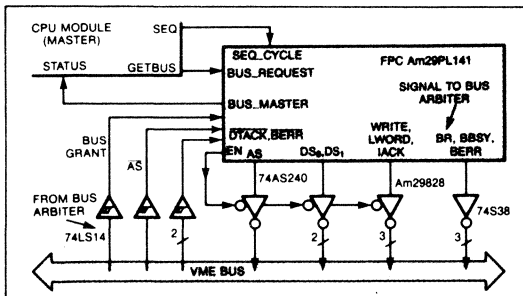 CPU MODULE
(MASTER)
SEQ
STATUS
GETBUS
SEQ_CYCLE
BUS_REQUEST
FPC Am29PL141
BUS_MASTER
SIGNAL TO BUS
ARBITER
DTACK, BERR
EN
AS
DS0, DS1
WRITE,
LWORD,
IACK
BR, BBSY,
BERR
BUS
GRANT
AS
FROM BUS
ARBITER
74LS14
2
74AS240
Am29828
74S38
2
3
3
VME BUS